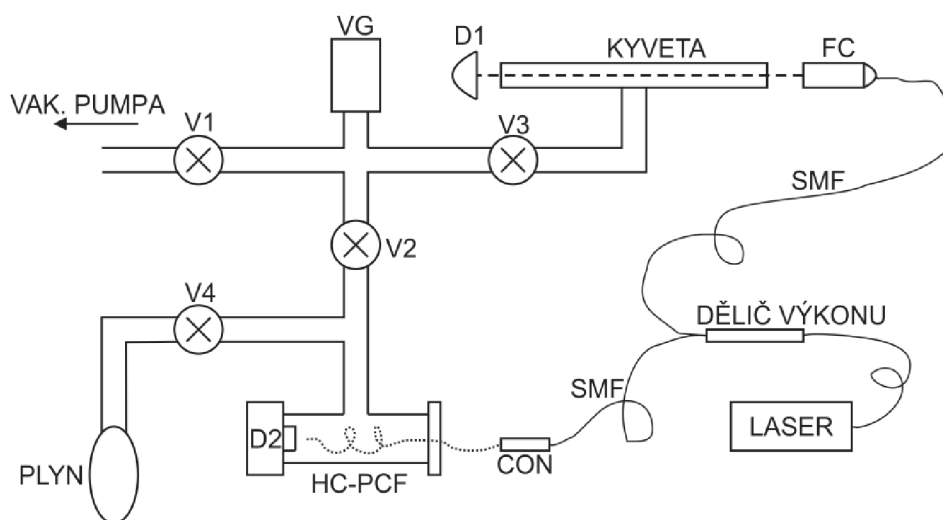 VG
D1
KYVETA
FC
VAK. PUMPA
V1
V3
SMF
V2
V4
DĚLIČ VÝKONU
SMF
D2
LASER
CON
PLYN
HC-PCF